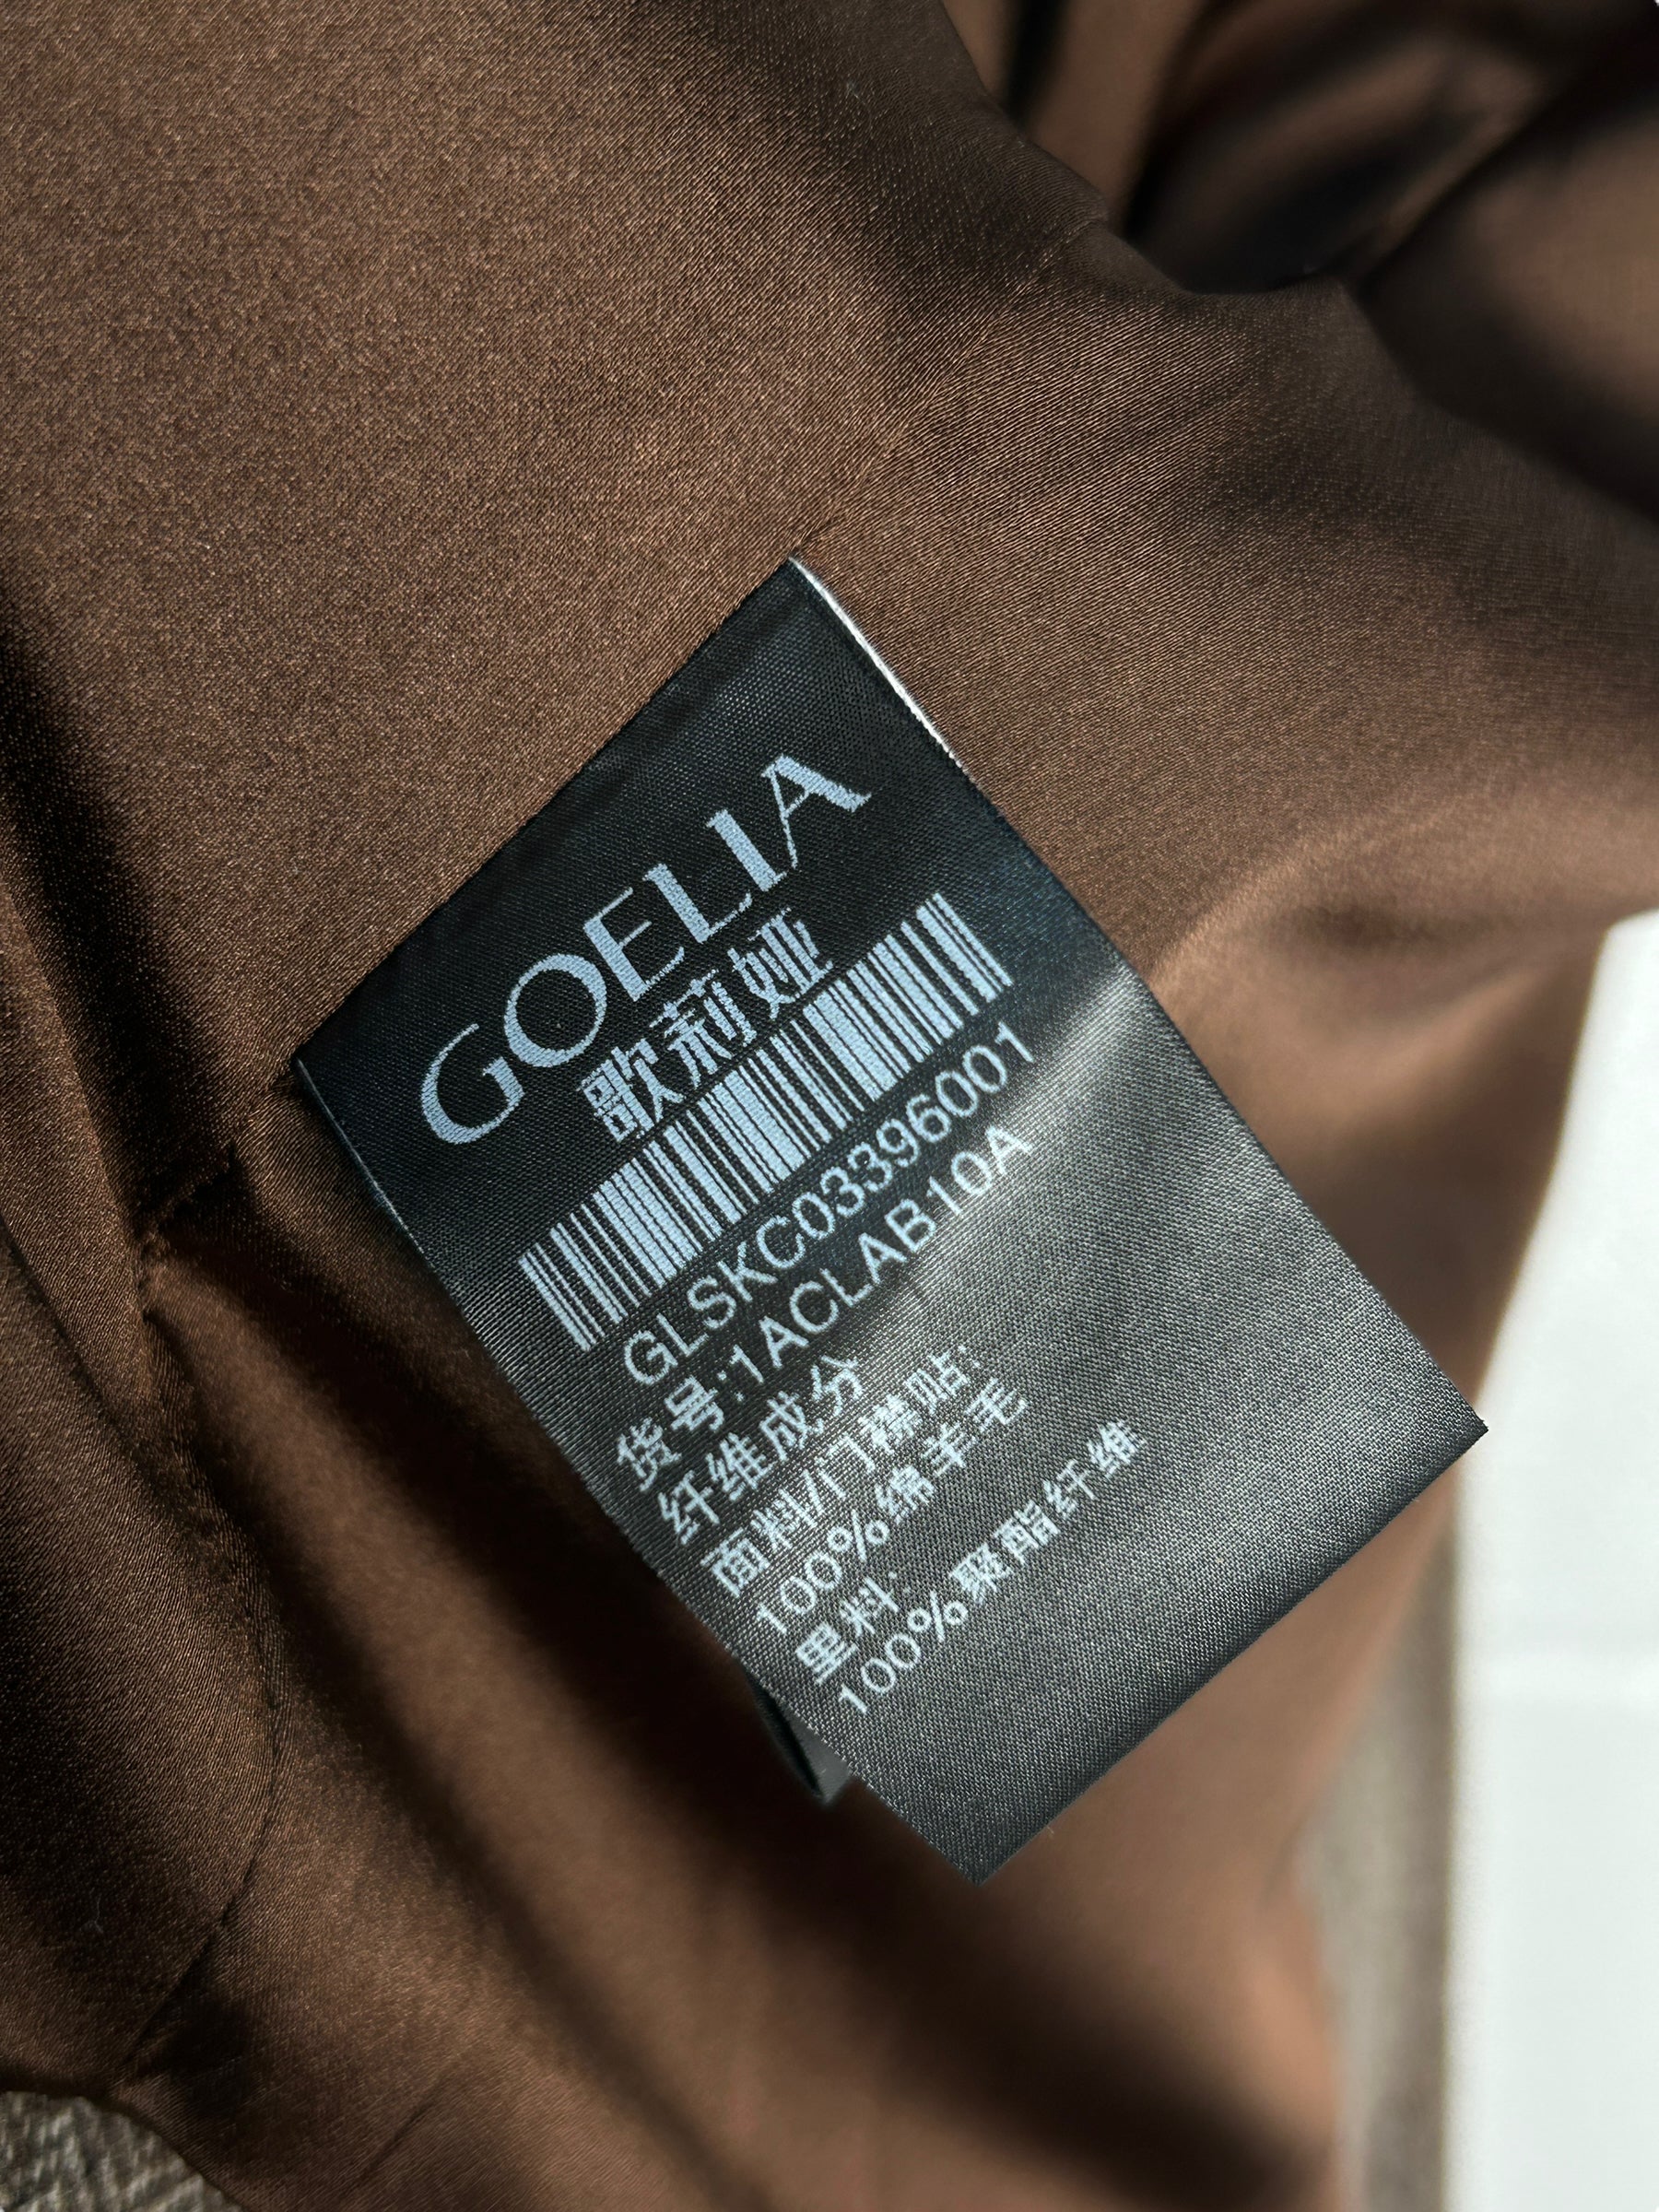 GOELIA
歌莉娅
GLSKC03396001
货号:1ACLAB10A
纤维成分
面料/门襟贴:
100%绵羊毛
里料:
100%聚酯纤维